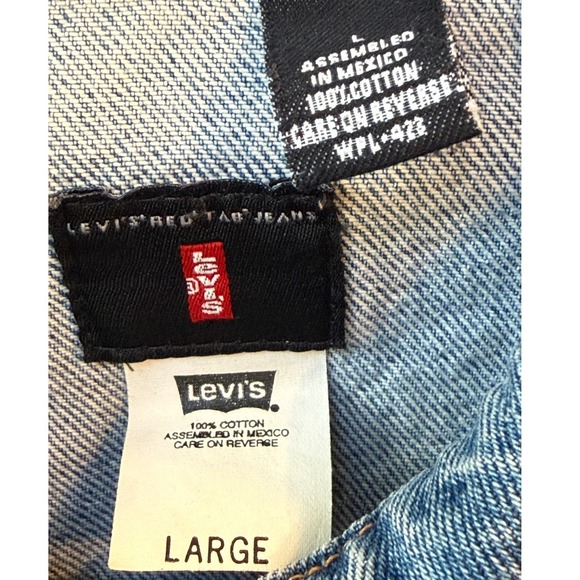 L
ASSEMBLED
IN MEXICO
100% COTTON
CARE ON REVERSE
WPL • 423
LEVI'S® RED TAB™ JEANS
LEVI'S
®
LEVI'S
®
100% COTTON
ASSEMBLED IN MEXICO
CARE ON REVERSE
LARGE